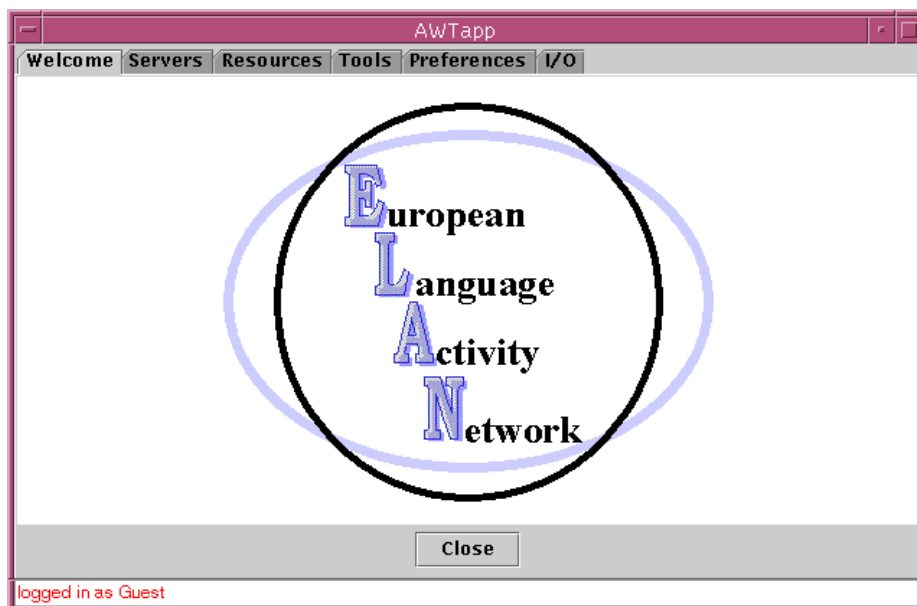 AWTapp
Welcome Servers Resources Tools Preferences I/O
European
Language
Activity
Network
Close
logged in as Guest